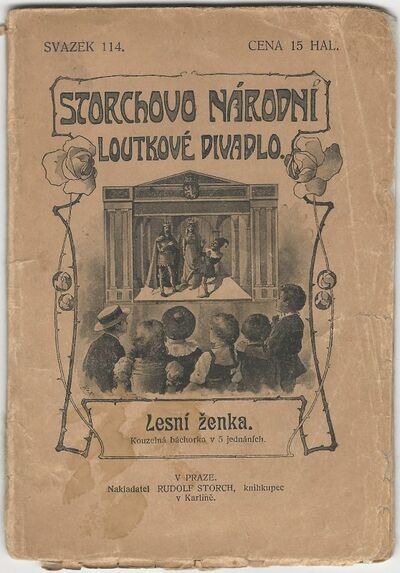 SVAZEK 114. CENA 15 HAL.
STORCHOVO NÁRODNÍ
LOUTKOVÉ DIVADLO.
Lesní ženka.
Kouzelná báchorka v 5 jednáních.
V PRAZE.
Nakladatel RUDOLF STORCH, knihkupec
v Karlíně.